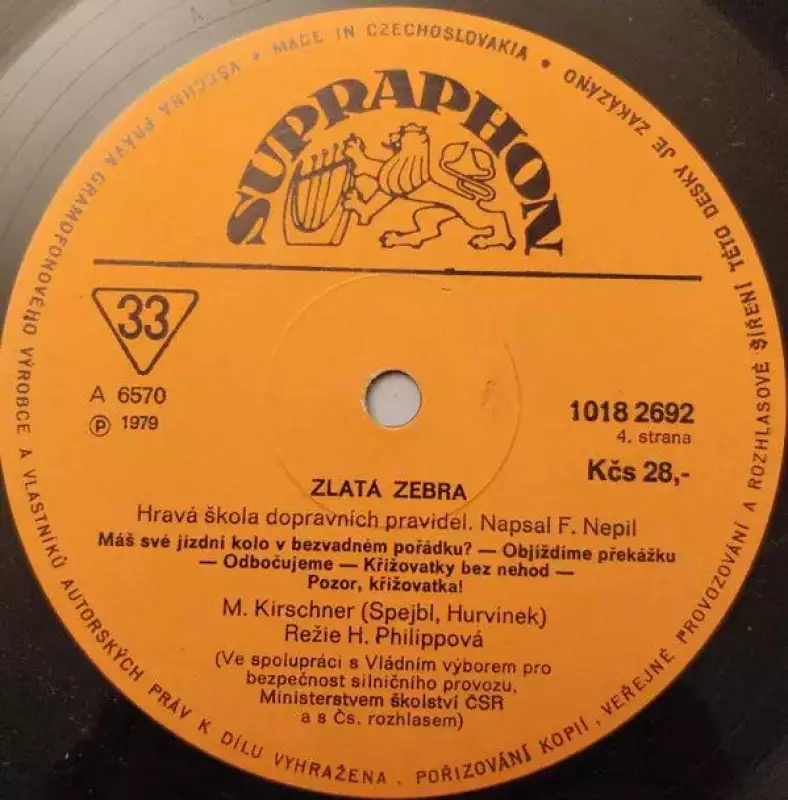 SUPRAPHON
33
A 6570
Ⓟ 1979
1018 2692
4. strana
Kčs 28,-
ZLATÁ ZEBRA
Hravá škola dopravních pravidel. Napsal F. Nepil
Máš své jízdní kolo v bezvadném pořádku? — Objíždíme překážku
— Odbočujeme — Křižovatky bez nehod —
Pozor, křižovatka!
M. Kirschner (Spejbl, Hurvínek)
Režie H. Philippová
(Ve spolupráci s Vládním výborem pro
bezpečnost silničního provozu,
Ministerstvem školství ČSR
a s Čs. rozhlasem)
MADE IN CZECHOSLOVAKIA •
VŠECHNA PRÁVA GRAMOFONOVÉHO VÝROBCE A VLASTNÍKŮ AUTORSKÝCH PRÁV K DÍLU VYHRAŽENA. POŘIZOVÁNÍ KOPIÍ, VEŘEJNÉ PROVOZOVÁNÍ A ROZHLASOVÉ ŠÍŘENÍ TÉTO DESKY JE ZAKÁZÁNO •